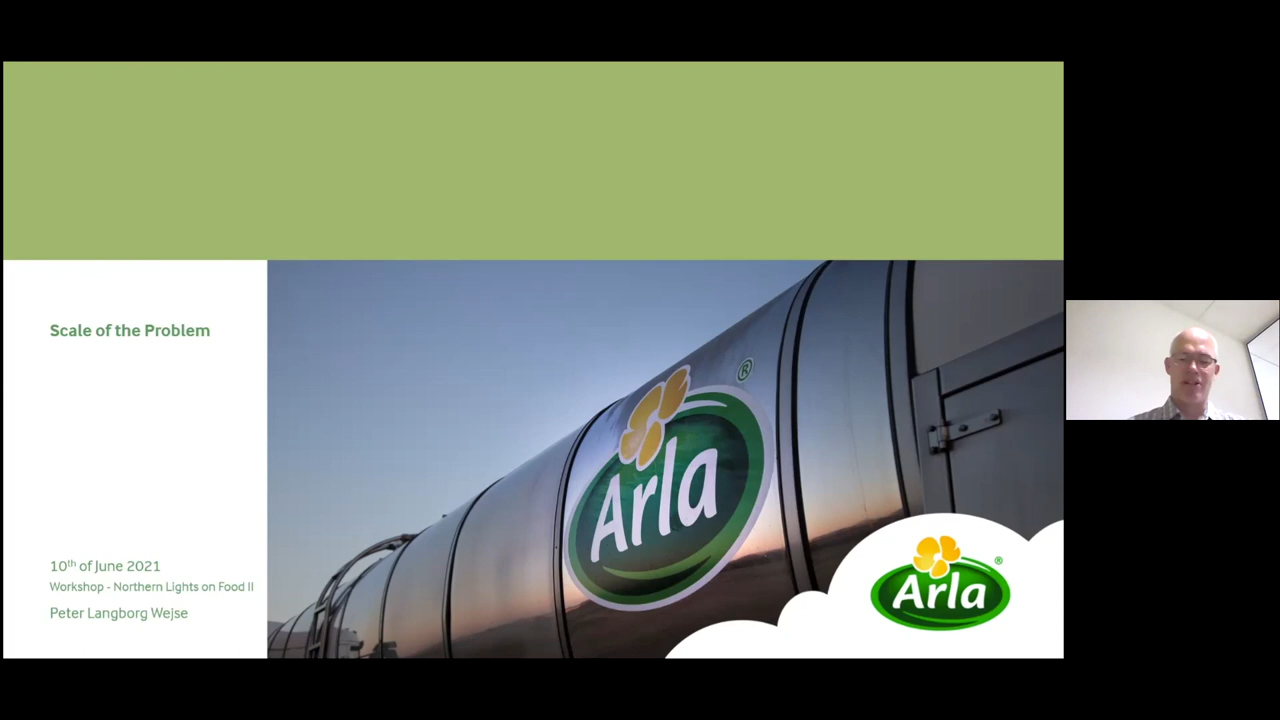 Scale of the Problem
10th of June 2021
Workshop - Northern Lights on Food II
Peter Langborg Wejse
Arla
®
Arla
®